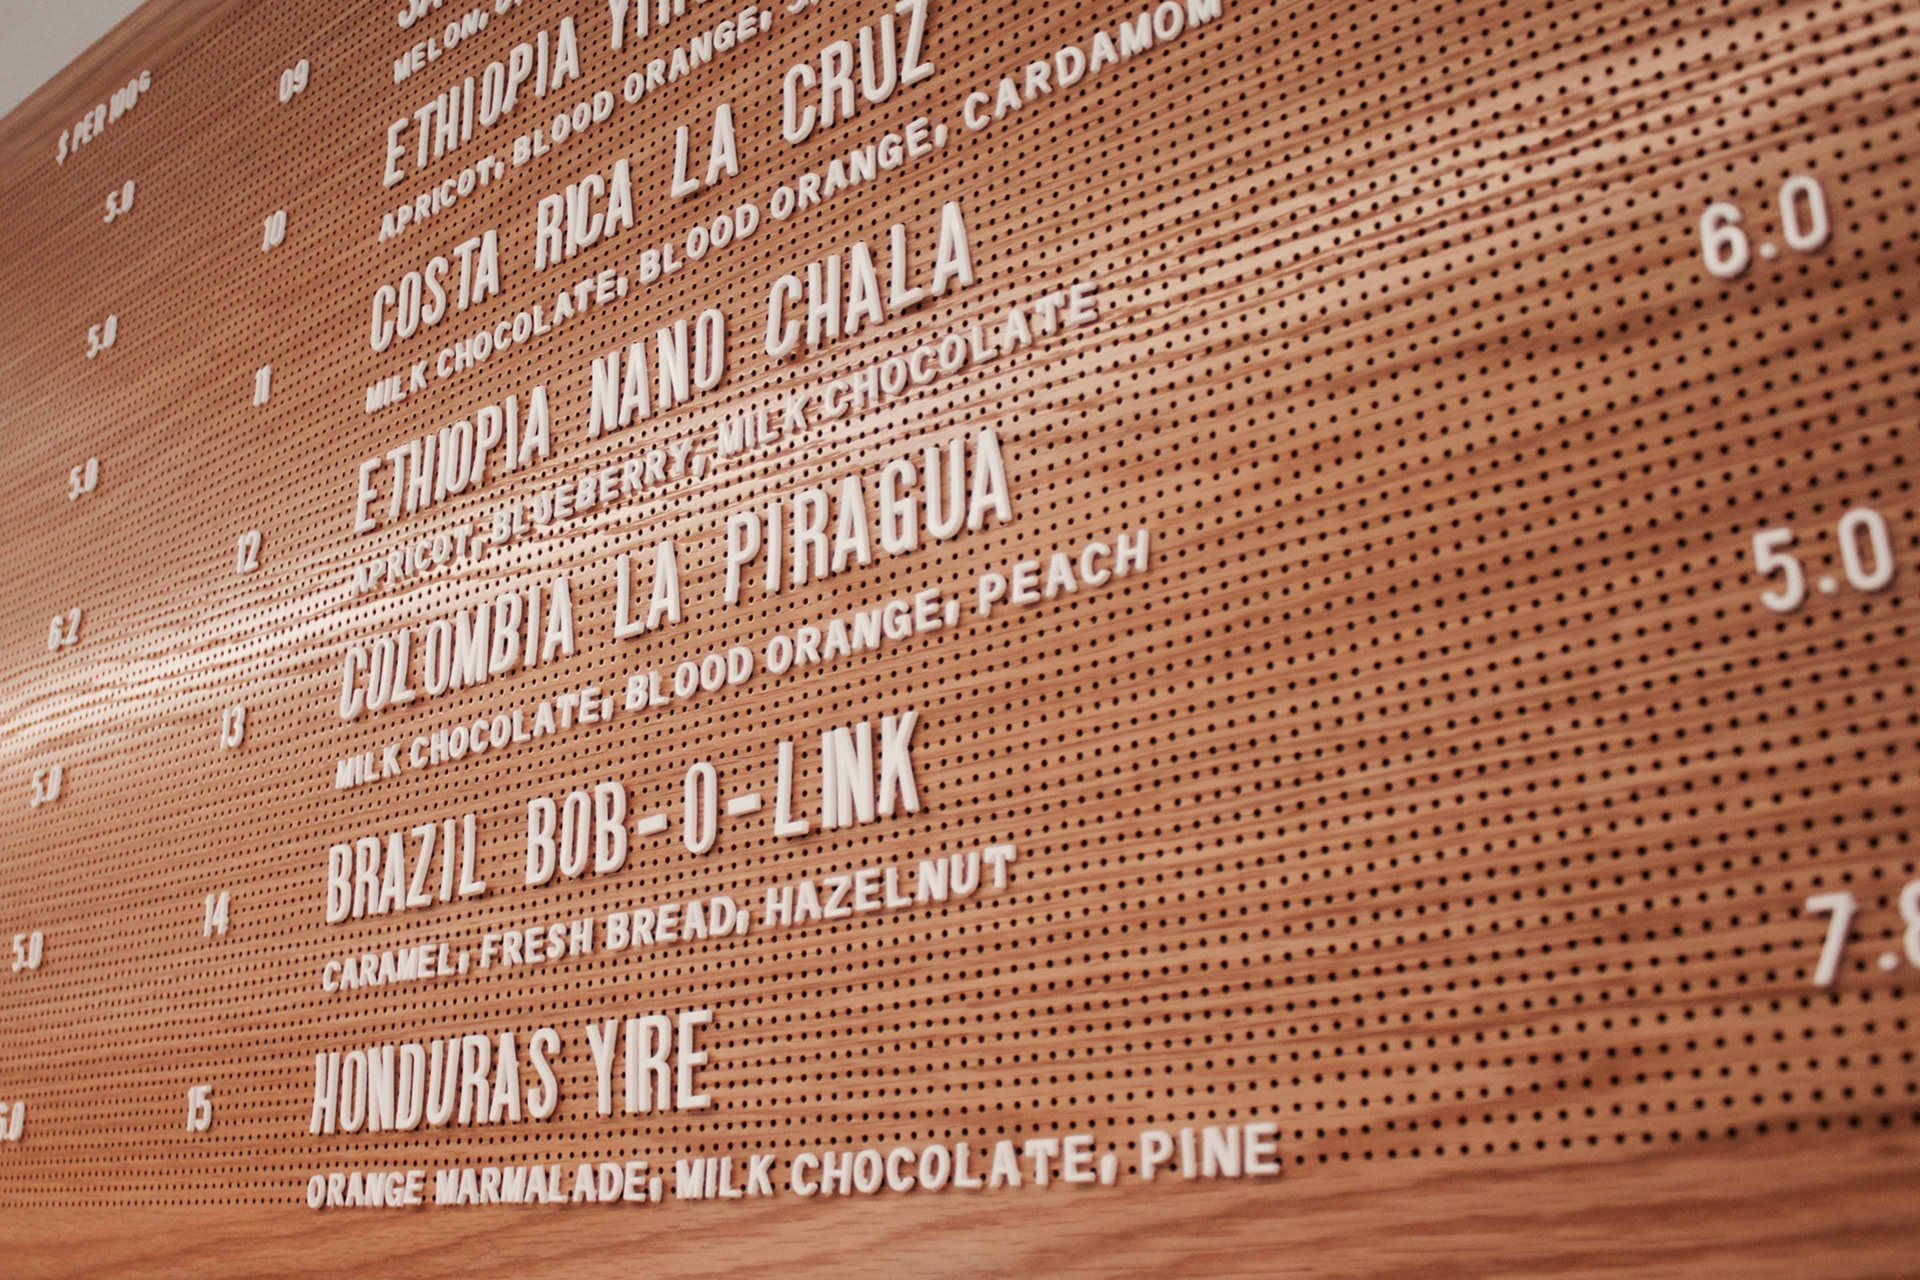 $ PER 100G
5.0
5.0
5.0
6.2
5.0
5.0
09
MELON,
10 ETHIOPIA
APRICOT, BLOOD ORANGE,
11 COSTA RICA LA CRUZ
MILK CHOCOLATE, BLOOD ORANGE, CARDAMOM
12 ETHIOPIA NANO CHALA
APRICOT, BLUEBERRY, MILK CHOCOLATE
13 COLOMBIA LA PIRAGUA 6.0
MILK CHOCOLATE, BLOOD ORANGE, PEACH
14 BRAZIL BOB-O-LINK 5.0
CARAMEL, FRESH BREAD, HAZELNUT
15 HONDURAS YIRE
ORANGE MARMALADE, MILK CHOCOLATE, PINE